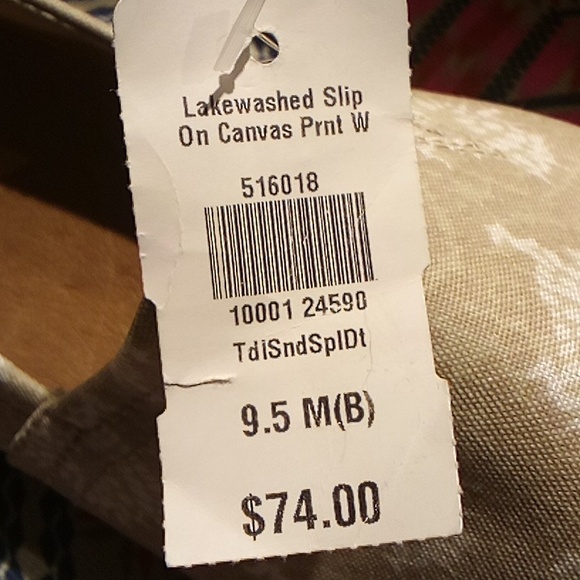 Lakewashed Slip
On Canvas Prnt W
516018
10001 24590
TdlSndSplDt
9.5 M(B)
$74.00